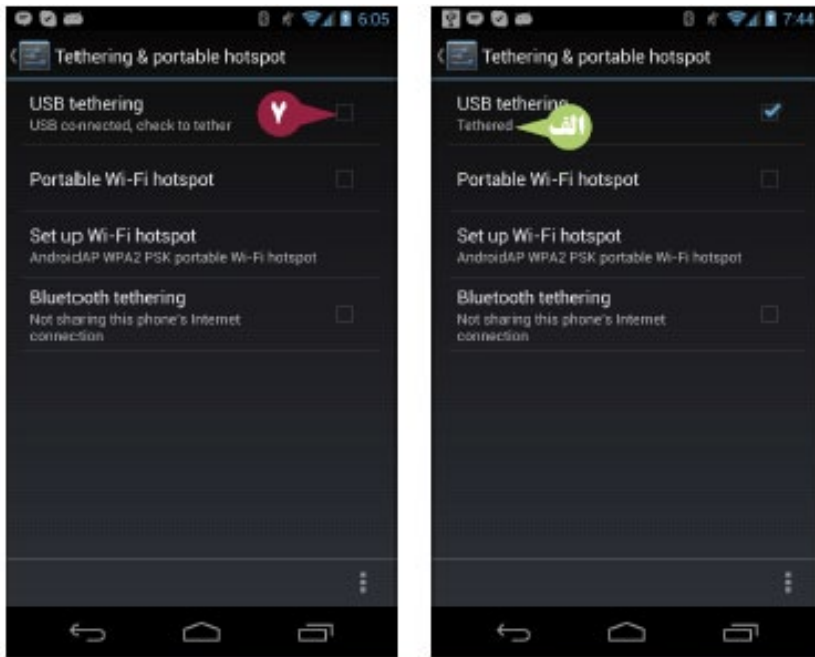 6:05
Tethering & portable hotspot
USB tethering
USB connected, check to tether
۷
Portable Wi-Fi hotspot
Set up Wi-Fi hotspot
AndroidAP WPA2 PSK portable Wi-Fi hotspot
Bluetooth tethering
Not sharing this phone's Internet
connection
7:44
Tethering & portable hotspot
USB tethering
Tethered
الف
Portable Wi-Fi hotspot
Set up Wi-Fi hotspot
AndroidAP WPA2 PSK portable Wi-Fi hotspot
Bluetooth tethering
Not sharing this phone's Internet
connection